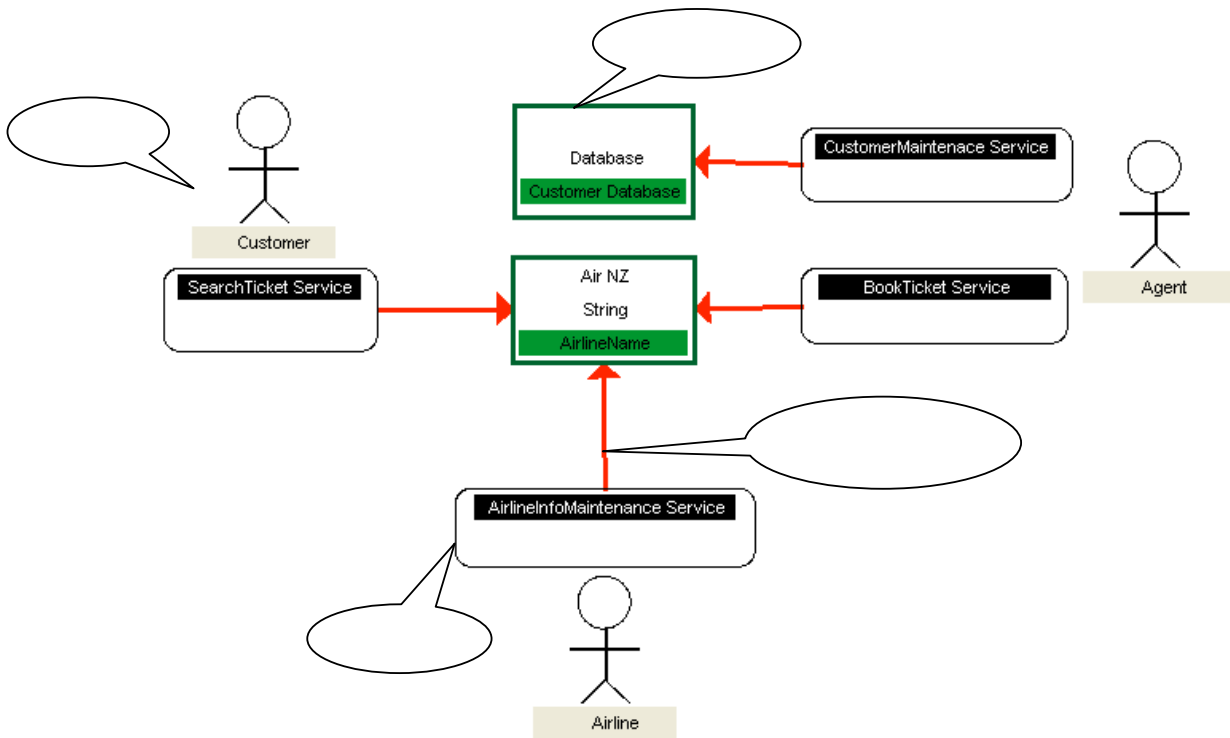 Database
CustomerMaintenace Service
Customer Database
Customer
Agent
SearchTicket Service
Air NZ
BookTicket Service
String
AirlineName
AirlineInfoMaintenance Service
Airline